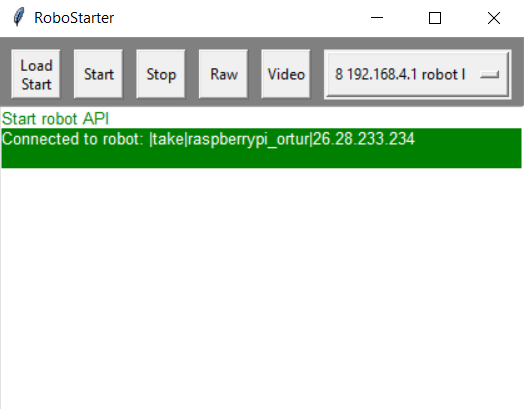 RoboStarter
Load
Start
Start
Stop
Raw
Video
8 192.168.4.1 robot I
Start robot API
Connected to robot: |take|raspberrypi_ortur|26.28.233.234